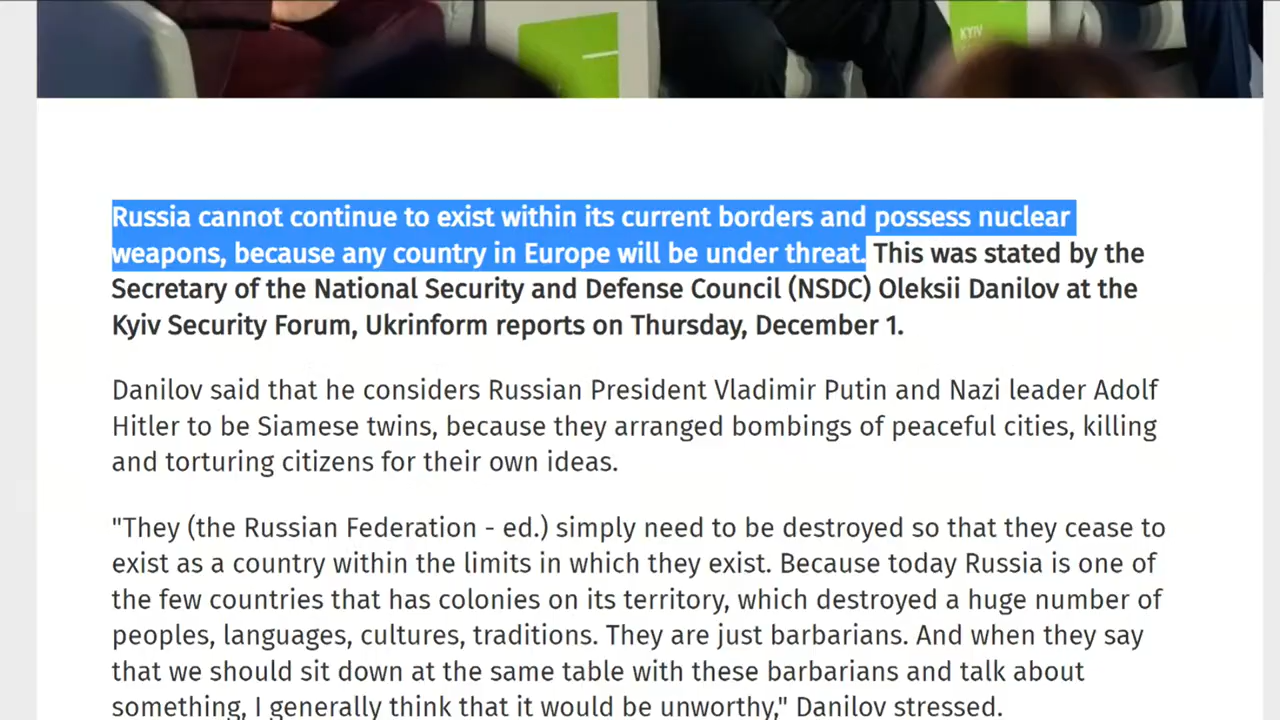 KYIV
Russia cannot continue to exist within its current borders and possess nuclear
weapons, because any country in Europe will be under threat. This was stated by the
Secretary of the National Security and Defense Council (NSDC) Oleksii Danilov at the
Kyiv Security Forum, Ukrinform reports on Thursday, December 1.
Danilov said that he considers Russian President Vladimir Putin and Nazi leader Adolf
Hitler to be Siamese twins, because they arranged bombings of peaceful cities, killing
and torturing citizens for their own ideas.
"They (the Russian Federation - ed.) simply need to be destroyed so that they cease to
exist as a country within the limits in which they exist. Because today Russia is one of
the few countries that has colonies on its territory, which destroyed a huge number of
peoples, languages, cultures, traditions. They are just barbarians. And when they say
that we should sit down at the same table with these barbarians and talk about
something, I generally think that it would be unworthy," Danilov stressed.